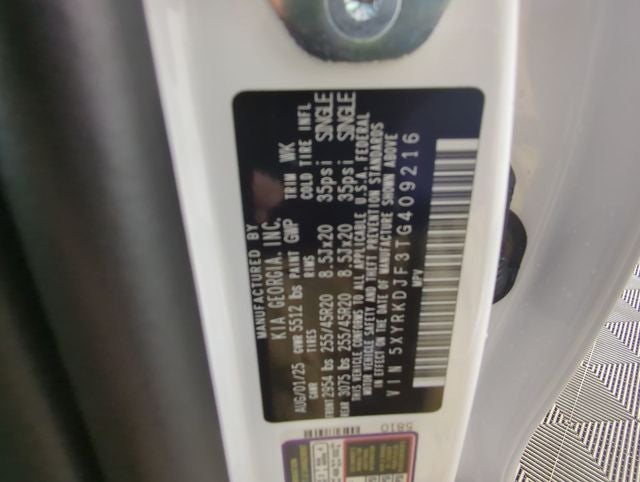 MANUFACTURED BY
KIA GEORGIA, INC.
AUG/01/25 GVWR 5512 lbs PAINT GWP TRIM WK
GWR TIRES RIMS COLD TIRE INFL
FRONT 2954 lbs 255/45R20 8.5Jx20 35psi SINGLE
REAR 3075 lbs 255/45R20 8.5Jx20 35psi SINGLE
THIS VEHICLE CONFORMS TO ALL APPLICABLE U.S.A. FEDERAL
MOTOR VEHICLE SAFETY AND THEFT PREVENTION STANDARDS
IN EFFECT ON THE DATE OF MANUFACTURE SHOWN ABOVE
VIN 5XYRKDJF3TG409216
MPV
5810